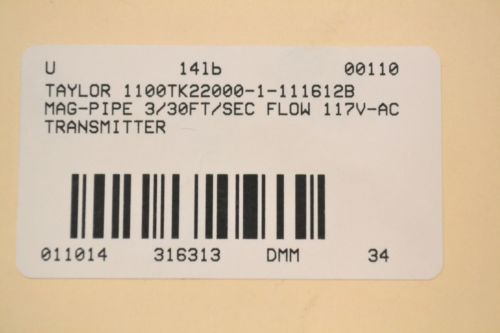 U 14lb 00110
TAYLOR 1100TK22000-1-111612B
MAG-PIPE 3/30FT/SEC FLOW 117V-AC
TRANSMITTER
011014 316313 DMM 34